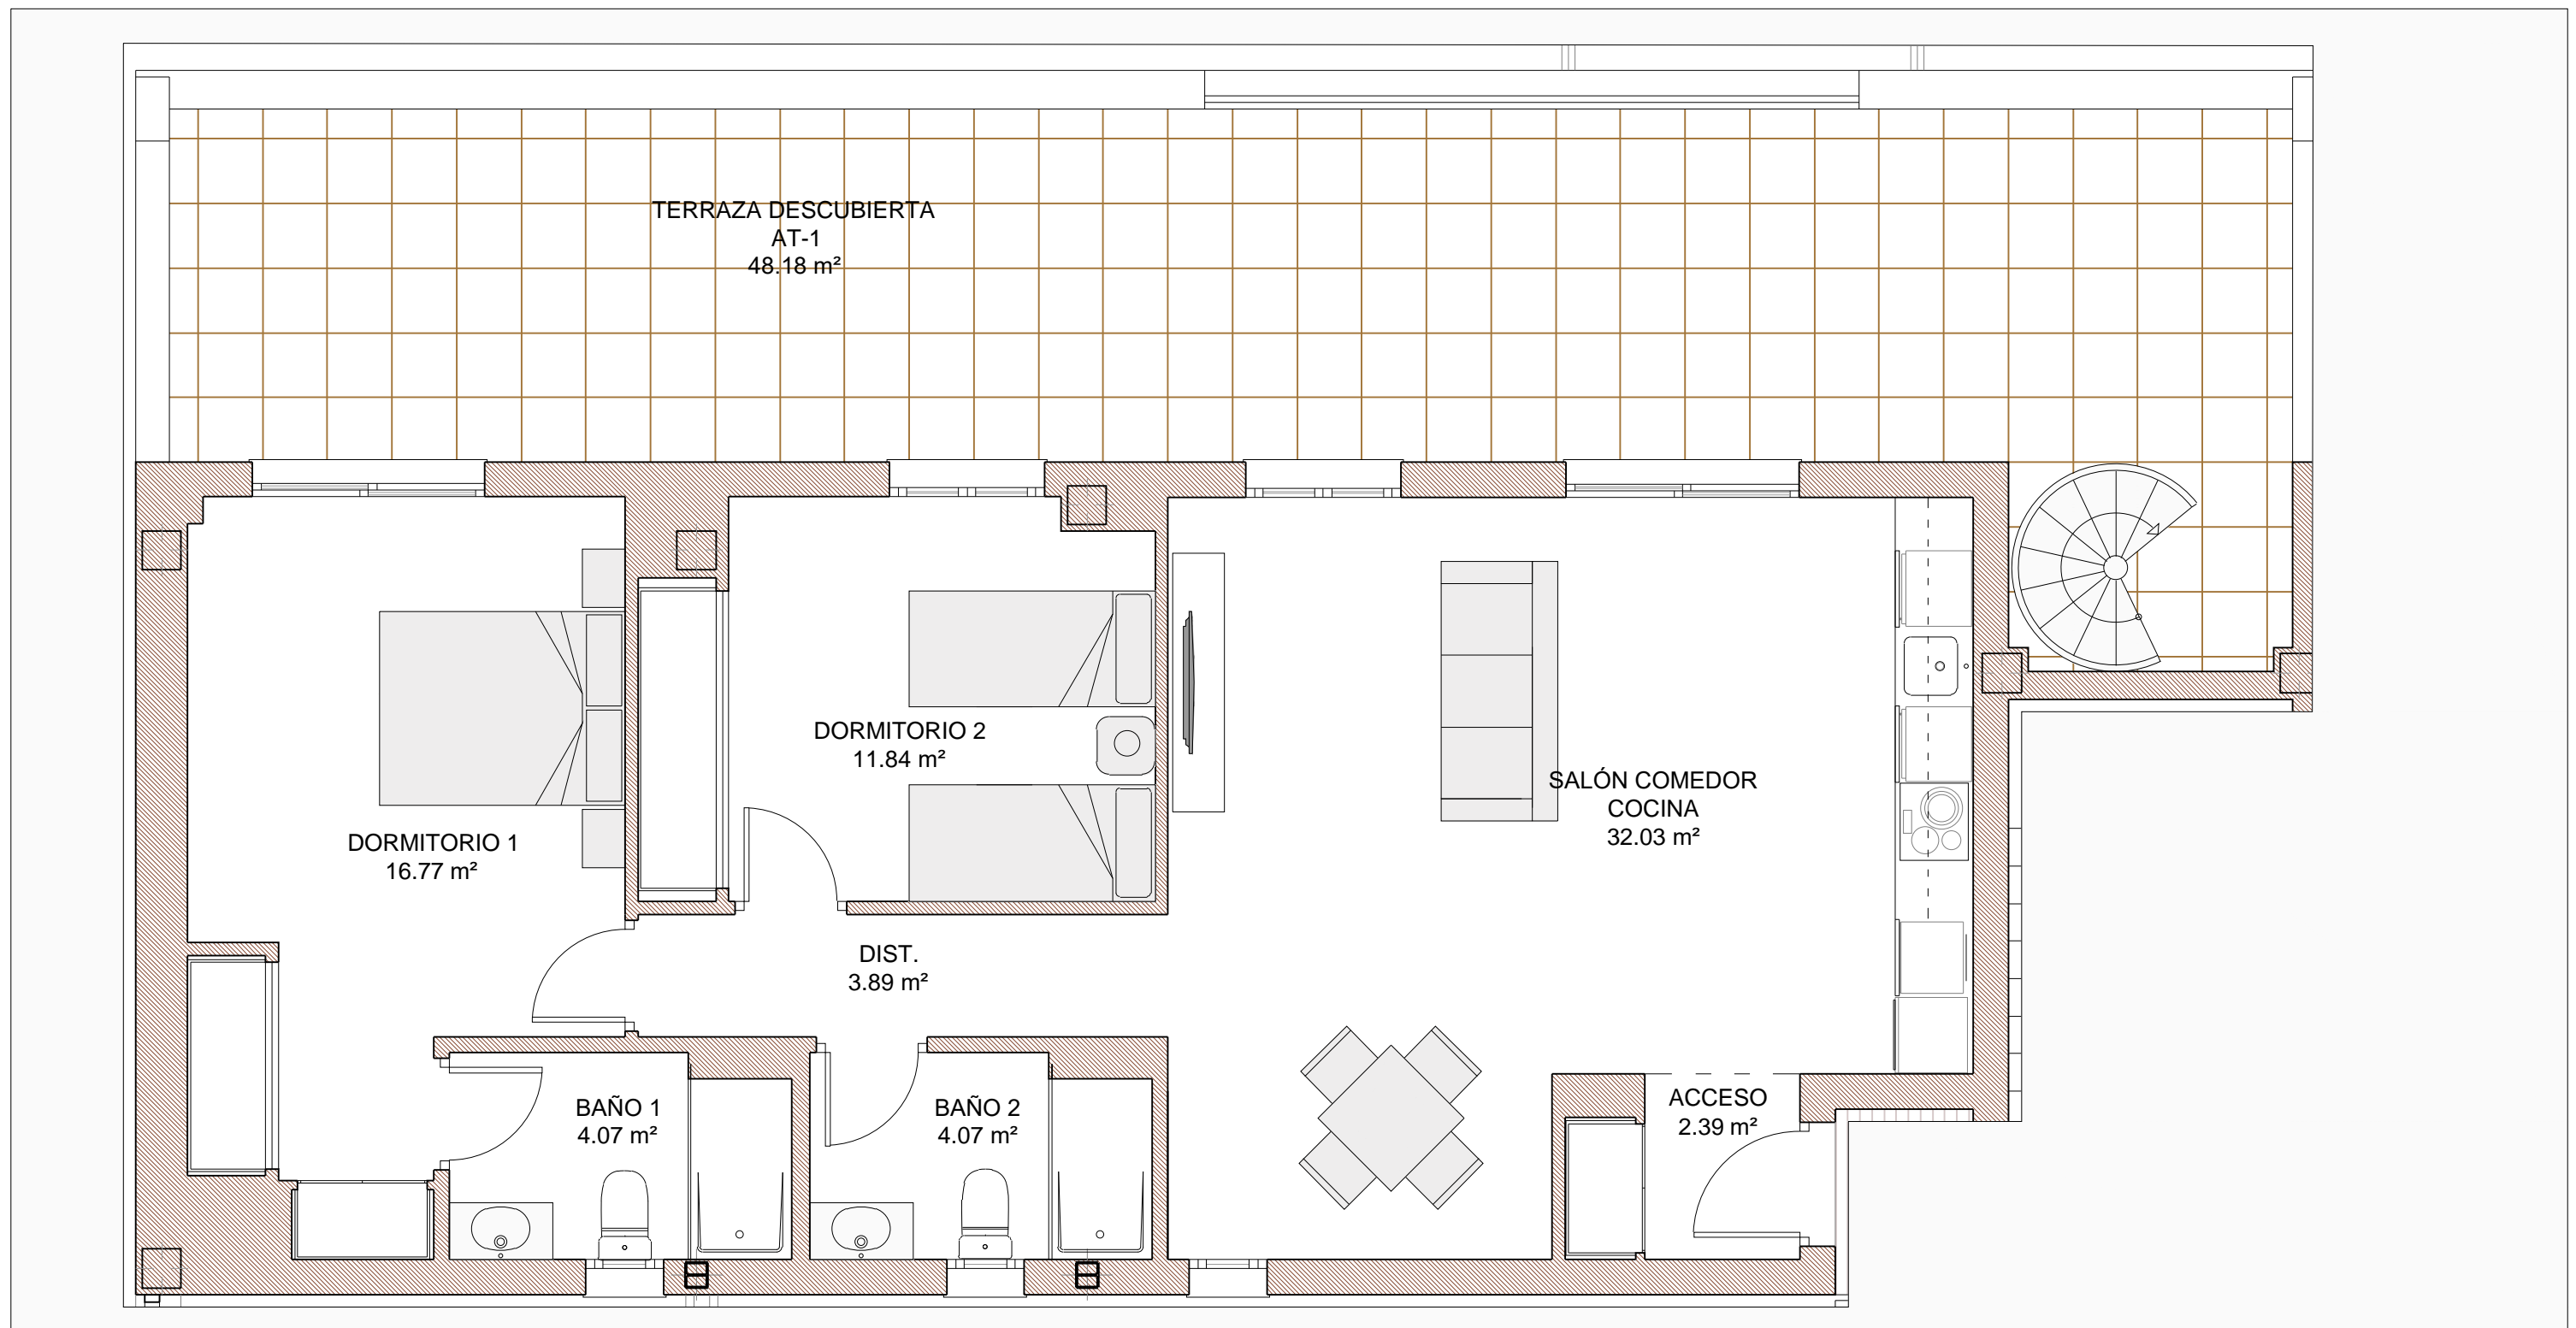 TERRAZA DESCUBIERTA
AT-1
48.18 m²
DORMITORIO 2
11.84 m²
SALÓN COMEDOR
COCINA
32.03 m²
DORMITORIO 1
16.77 m²
DIST.
3.89 m²
BAÑO 1
4.07 m²
BAÑO 2
4.07 m²
ACCESO
2.39 m²